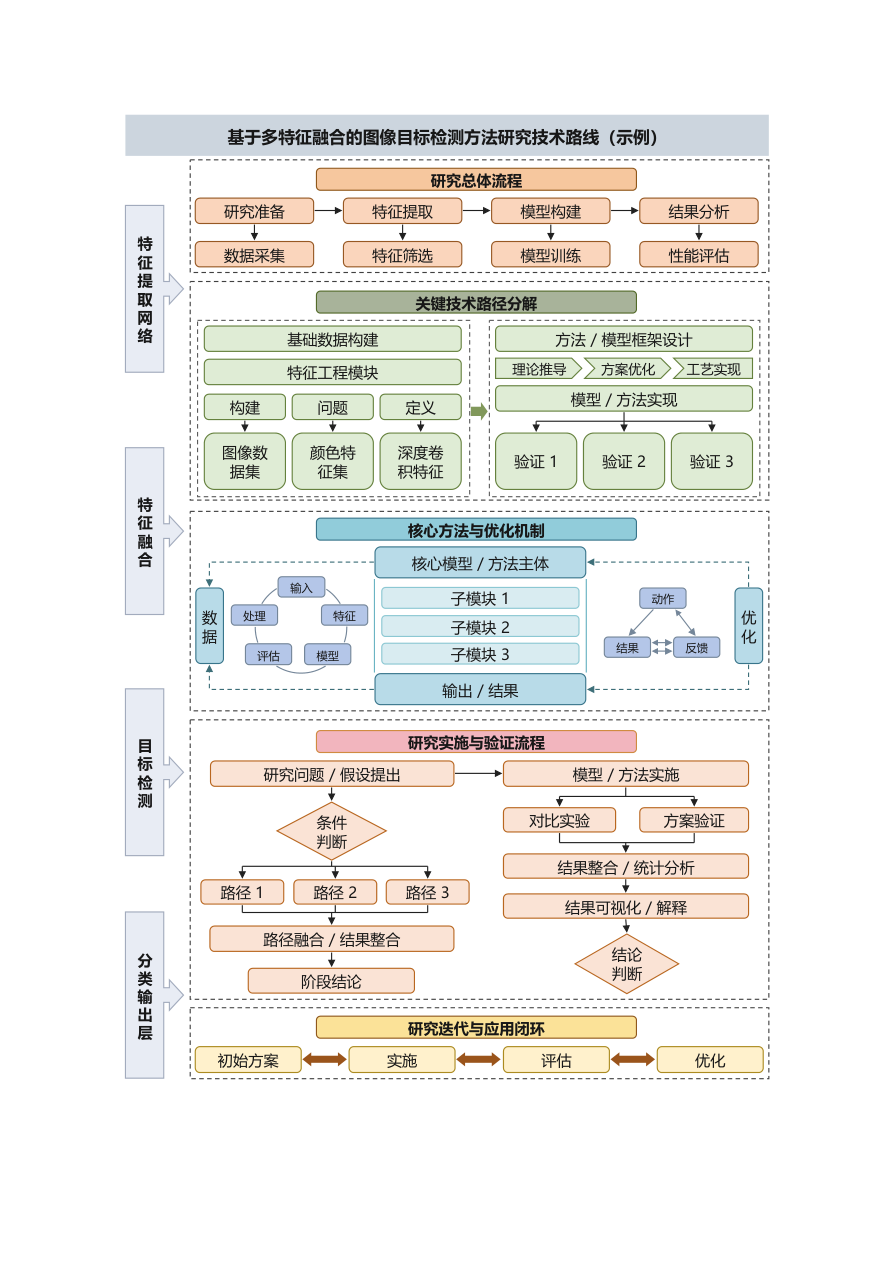 基于多特征融合的图像目标检测方法研究技术路线（示例）
特征提取网络
特征融合
目标检测
分类输出层
研究总体流程
研究准备
特征提取
模型构建
结果分析
数据采集
特征筛选
模型训练
性能评估
关键技术路径分解
基础数据构建
特征工程模块
构建
问题
定义
图像数
据集
颜色特
征集
深度卷
积特征
方法 / 模型框架设计
理论推导
方案优化
工艺实现
模型 / 方法实现
验证 1
验证 2
验证 3
核心方法与优化机制
数据
输入
处理
特征
评估
模型
核心模型 / 方法主体
子模块 1
子模块 2
子模块 3
输出 / 结果
动作
结果
反馈
优化
研究实施与验证流程
研究问题 / 假设提出
条件
判断
路径 1
路径 2
路径 3
路径融合 / 结果整合
阶段结论
模型 / 方法实施
对比实验
方案验证
结果整合 / 统计分析
结果可视化 / 解释
结论
判断
研究迭代与应用闭环
初始方案
实施
评估
优化